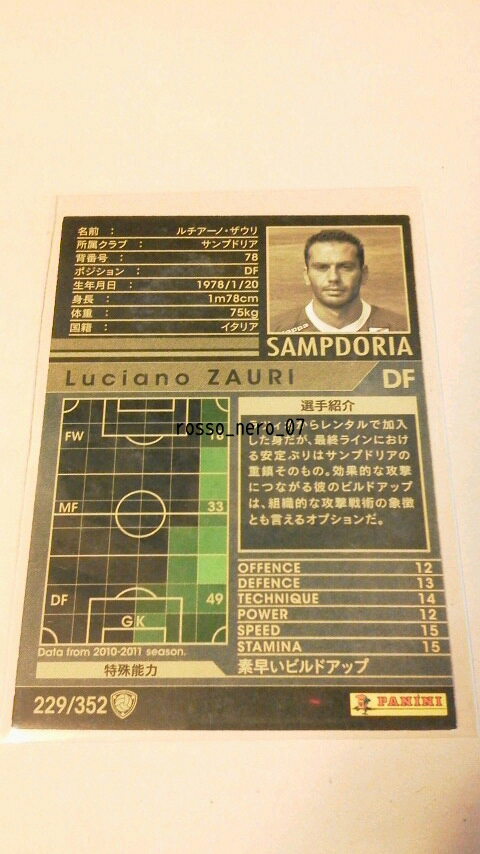 名前 : ルチアーノ・ザウリ
所属クラブ : サンプドリア
背番号 : 78
ポジション : DF
生年月日 : 1978/1/20
身長 : 1m78cm
体重 : 75kg
国籍 : イタリア
SAMPDORIA
Luciano ZAURI DF
選手紹介
rosso_nero_07
らレンタルで加入
した身だが、最終ラインにおける
安定ぶりはサンプドリアの
重鎮そのもの。効果的な攻撃
につながる彼のビルドアップ
は、組織的な攻撃戦術の象徴
とも言えるオプションだ。
FW
MF 33
DF 49
GK
Data from 2010-2011 season.
OFFENCE 12
DEFENCE 13
TECHNIQUE 14
POWER 12
SPEED 15
STAMINA 15
特殊能力 素早いビルドアップ
229/352
PANINI